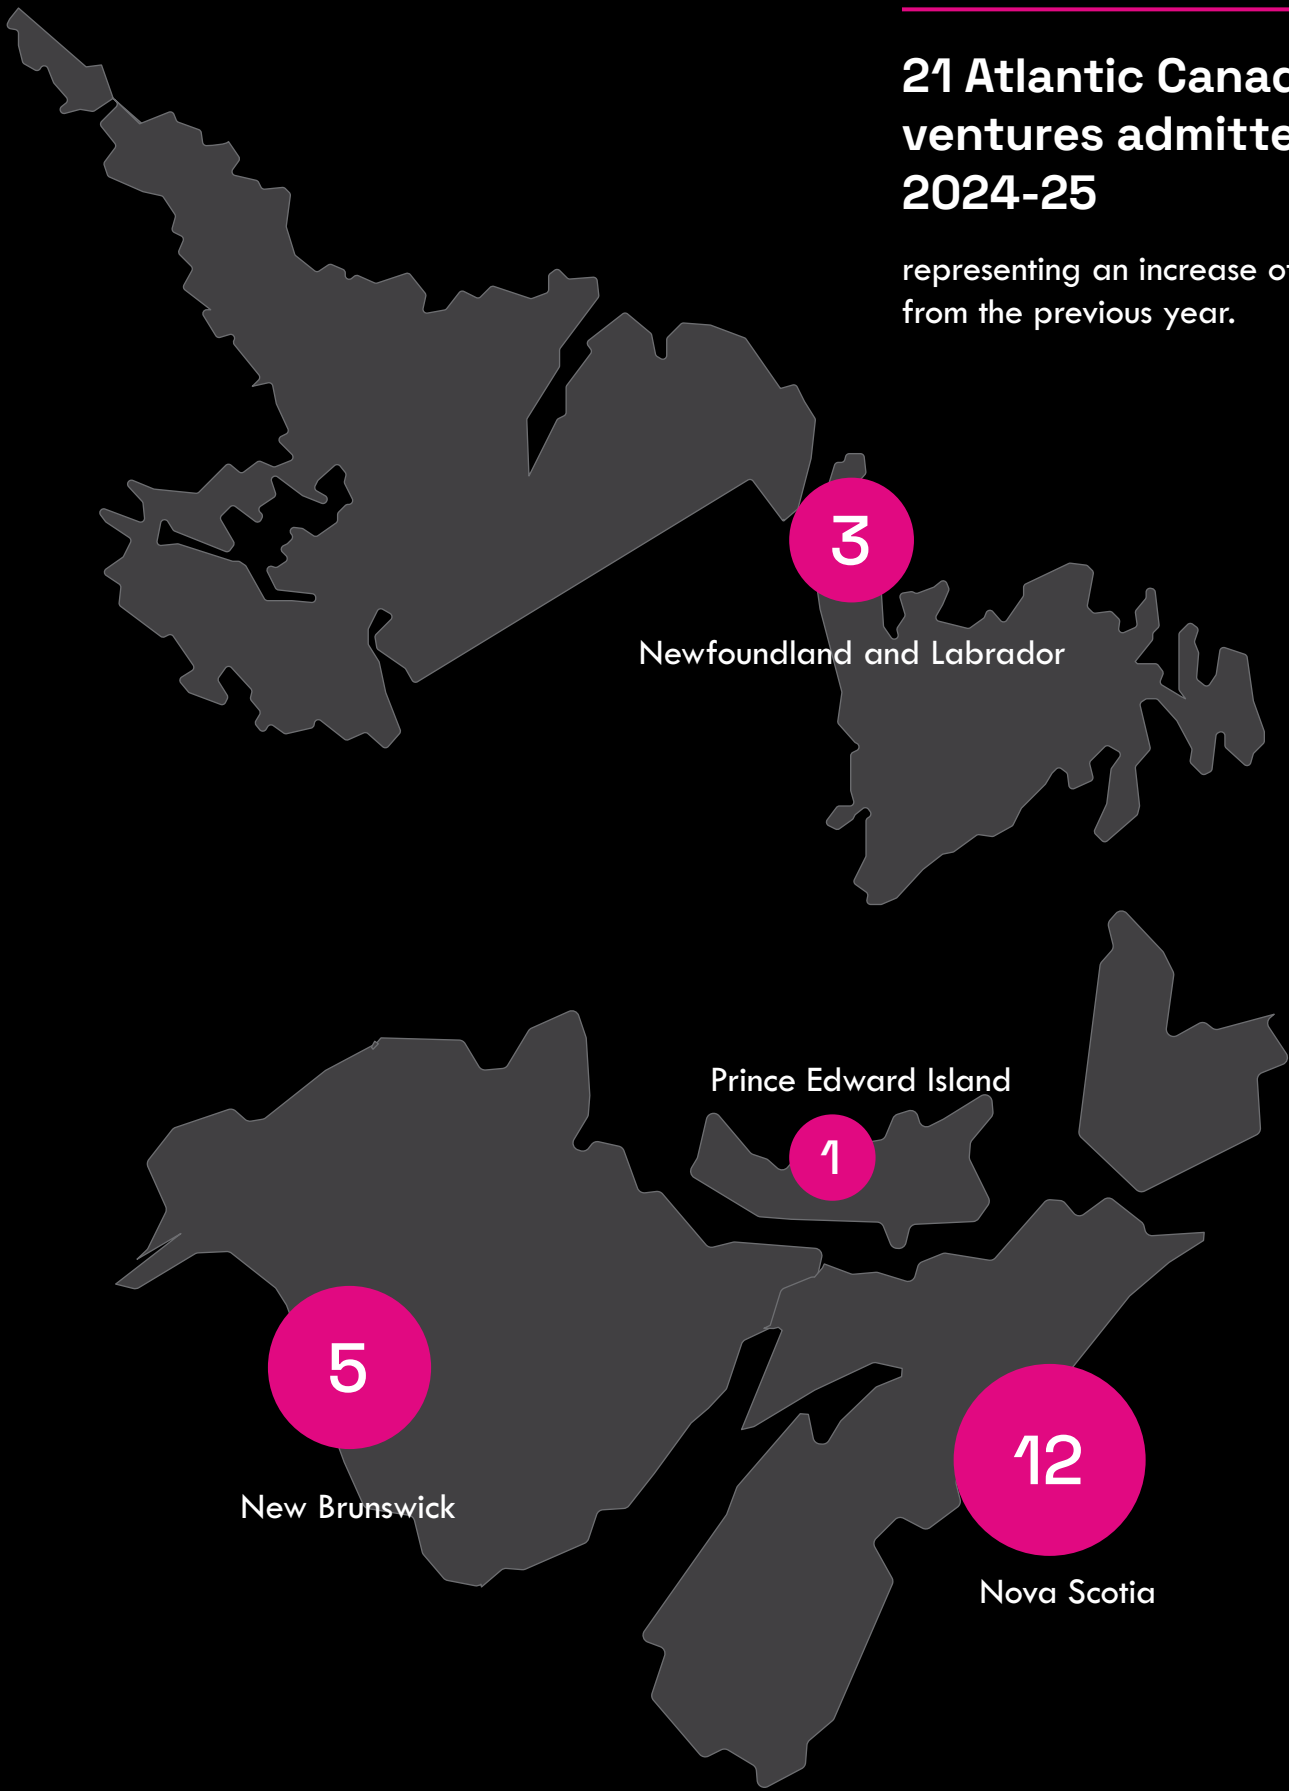 21 Atlantic Canad
ventures admitte
2024-25
representing an increase of
from the previous year.
3
Newfoundland and Labrador
Prince Edward Island
1
5
12
New Brunswick
Nova Scotia